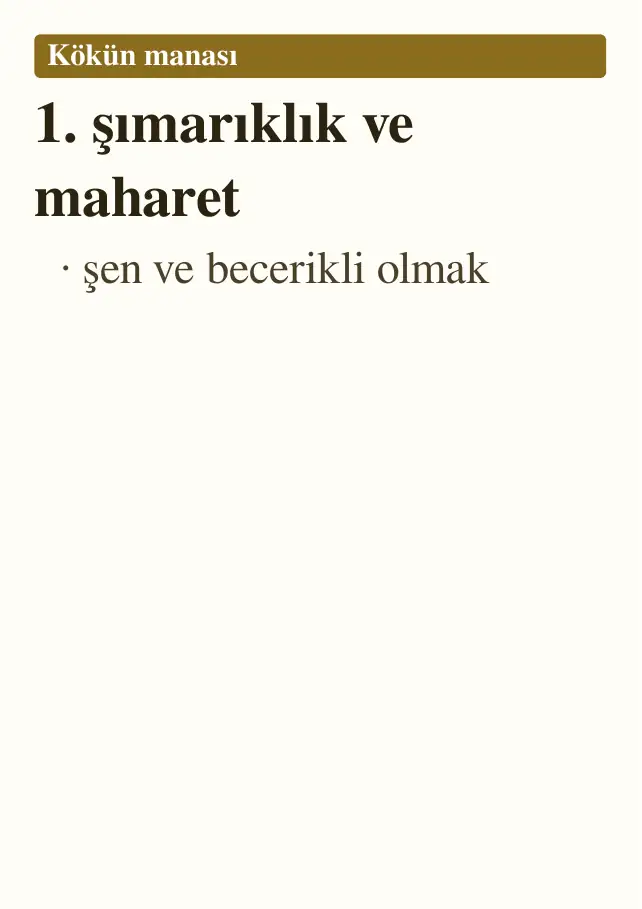 Kökün manası
1. şımarıklık ve
maharet
· şen ve becerikli olmak